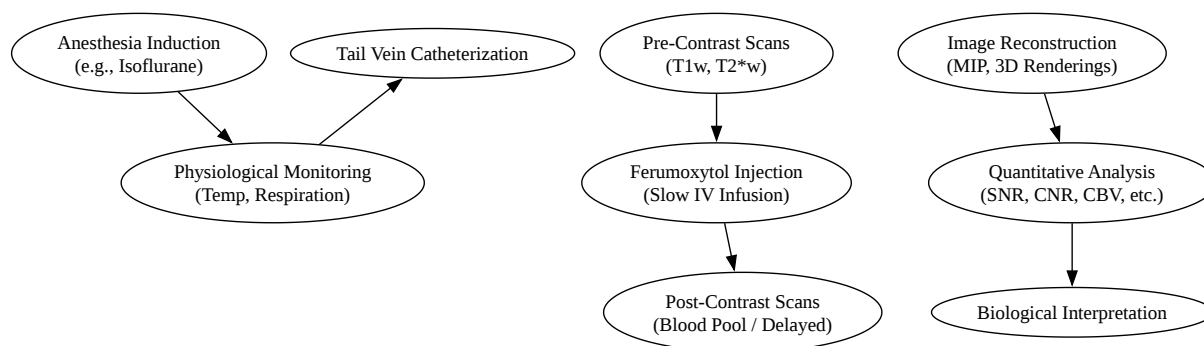 Anesthesia Induction
(e.g., Isoflurane)
Physiological Monitoring
(Temp, Respiration)
Tail Vein Catheterization
Pre-Contrast Scans
(T1w, T2*w)
Ferumoxytol Injection
(Slow IV Infusion)
Post-Contrast Scans
(Blood Pool / Delayed)
Image Reconstruction
(MIP, 3D Renderings)
Quantitative Analysis
(SNR, CNR, CBV, etc.)
Biological Interpretation